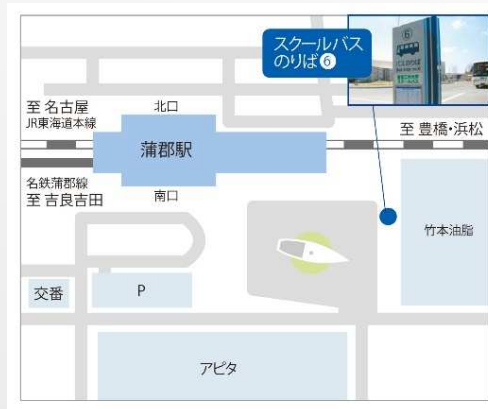 スクールバス
のりば⑥
⑥
至 名古屋
JR東海道本線
北口
至 豊橋・浜松
蒲郡駅
名鉄蒲郡線
至 吉良吉田
南口
竹本油脂
交番
P
アピタ